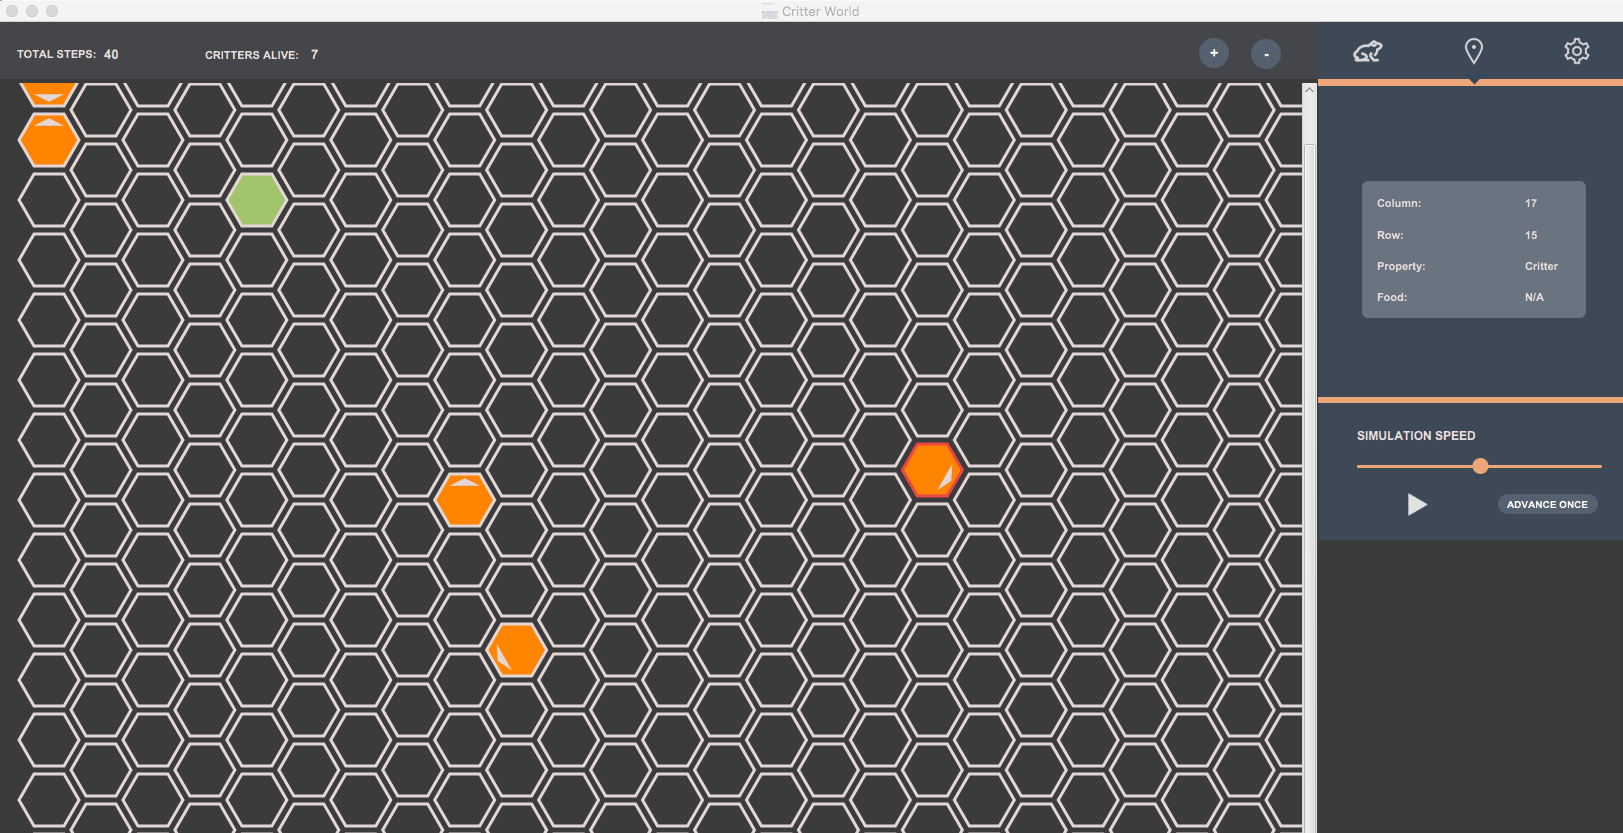 Critter World
TOTAL STEPS: 40
CRITTERS ALIVE: 7
+
-
Column: 17
Row: 15
Property: Critter
Food: N/A
SIMULATION SPEED
ADVANCE ONCE